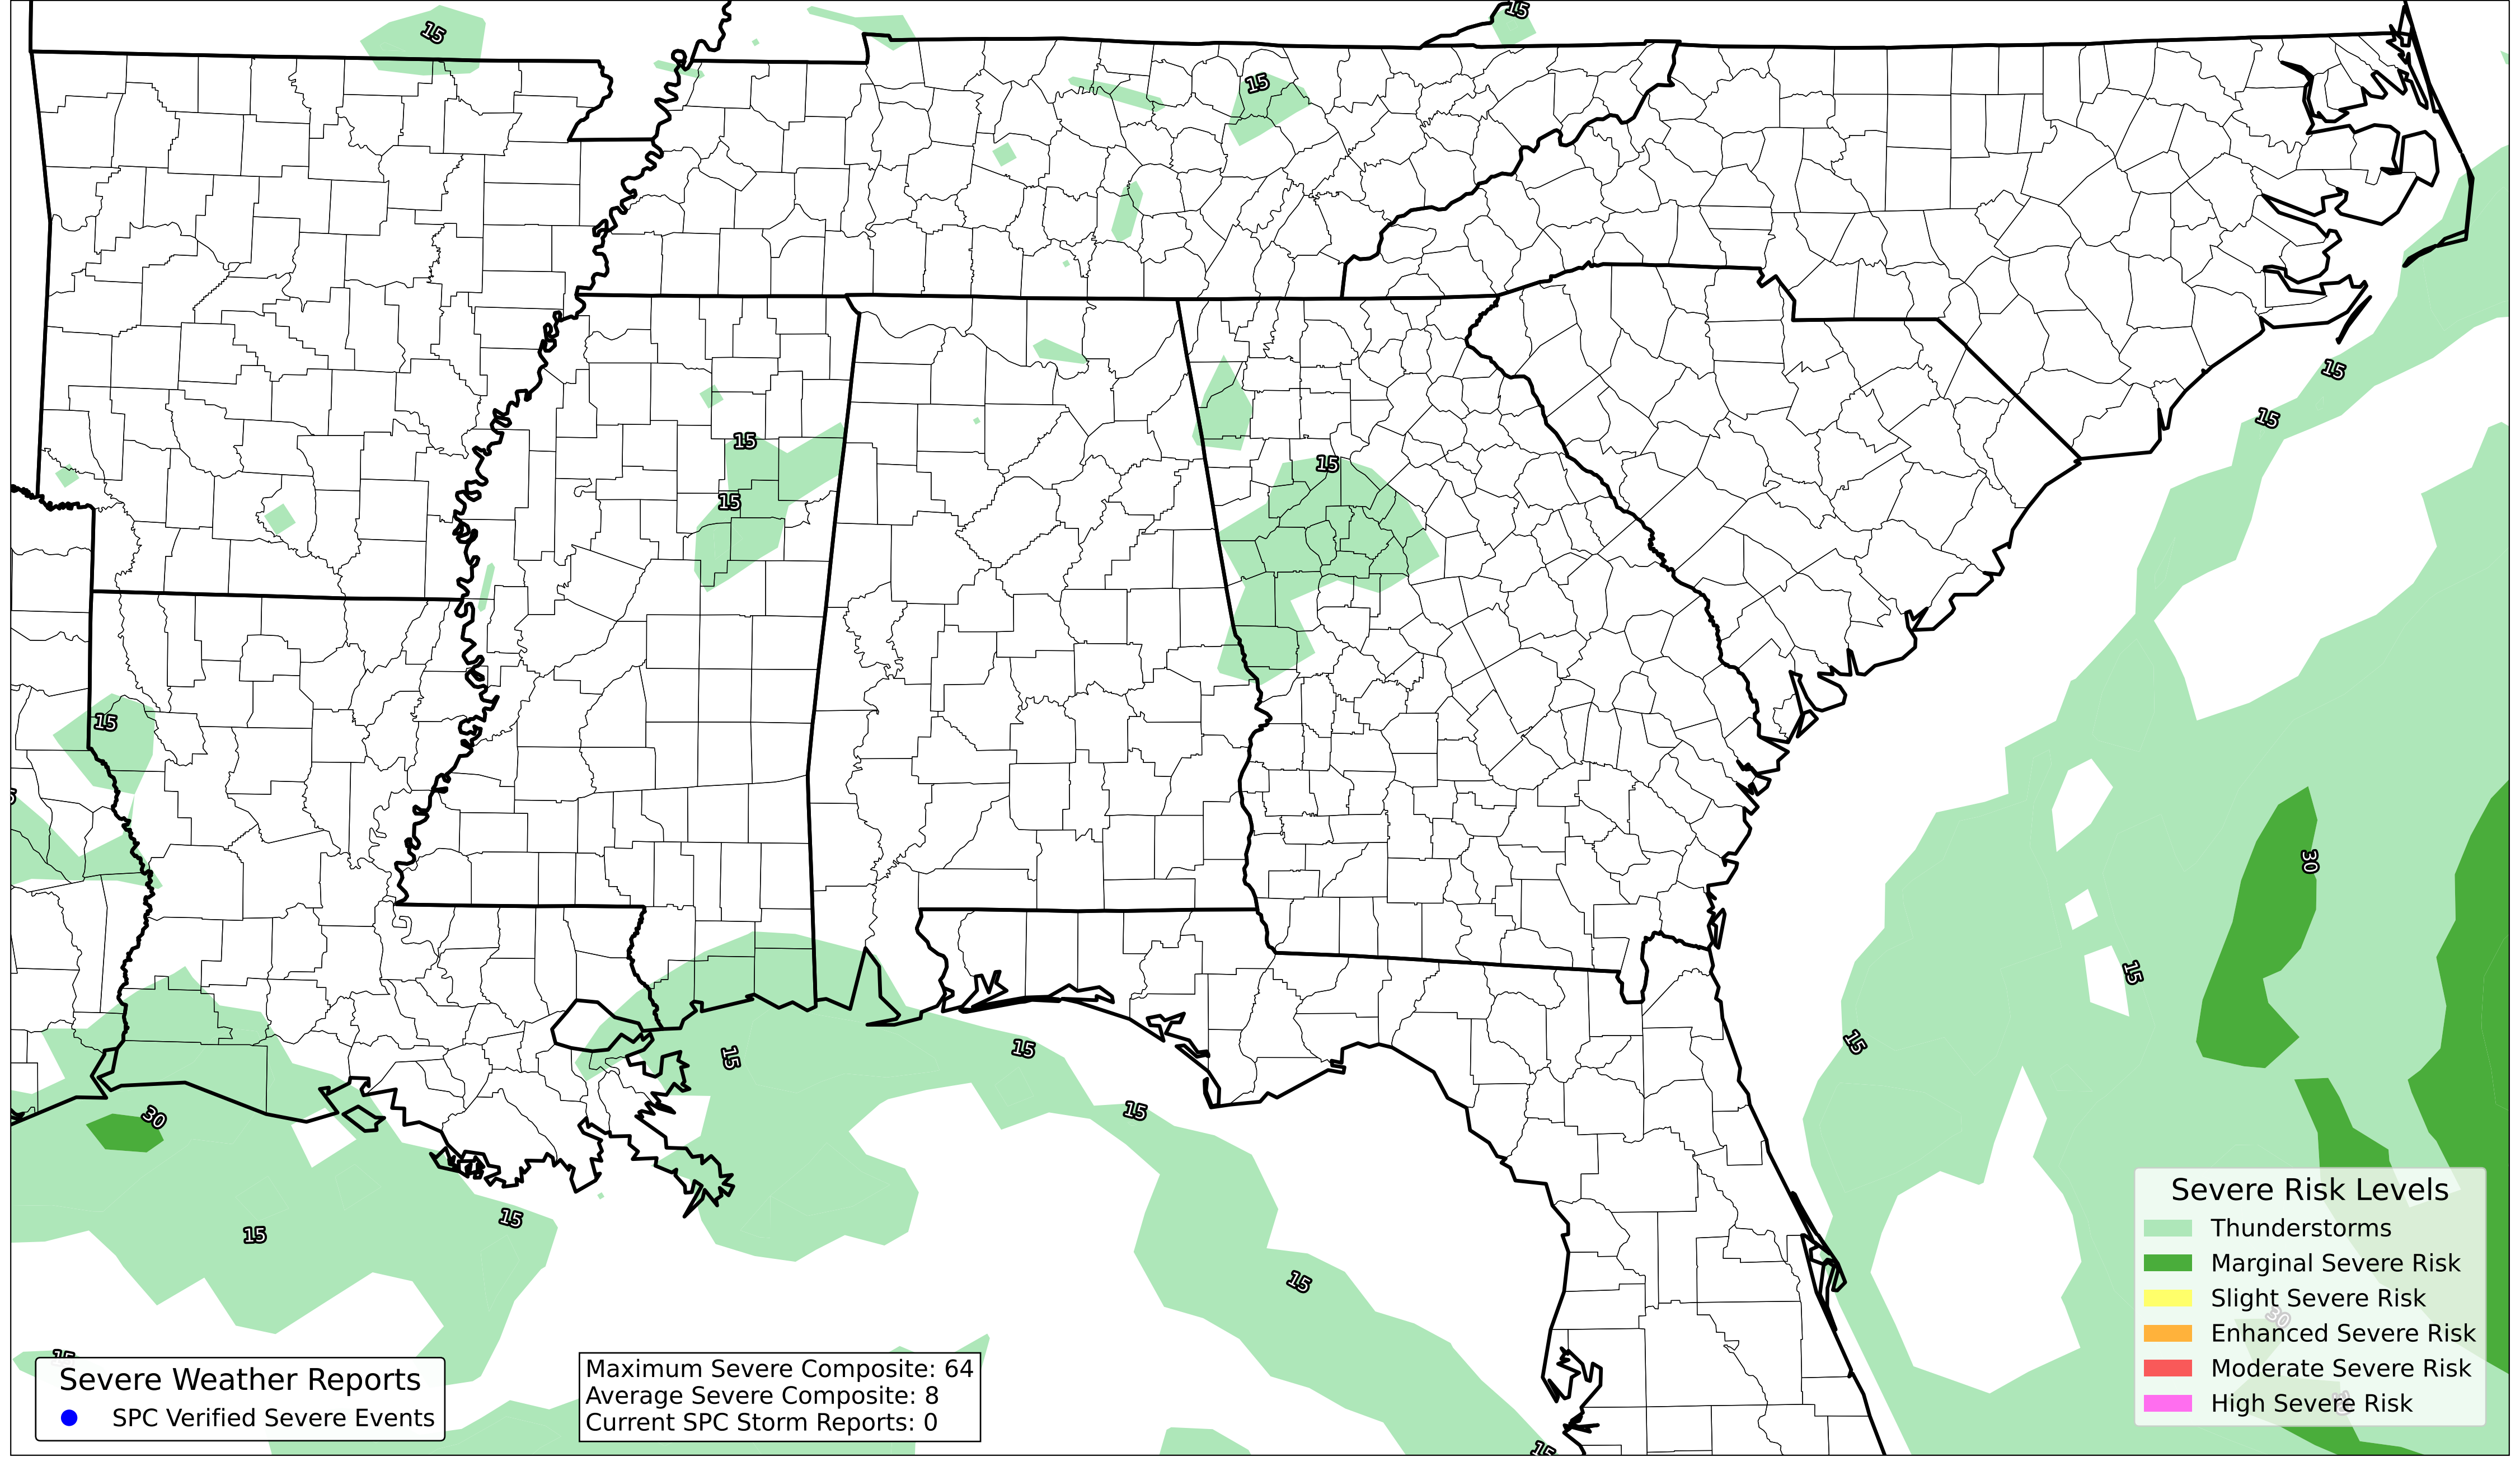 15
15
15
15
15
15
15
15
15
15
30
15
30
15
15
15
15
15
15
15
Severe Risk Levels
Thunderstorms
Marginal Severe Risk
Slight Severe Risk
Enhanced Severe Risk
Moderate Severe Risk
High Severe Risk
30
Severe Weather Reports
SPC Verified Severe Events
Maximum Severe Composite: 64
Average Severe Composite: 8
Current SPC Storm Reports: 0
15